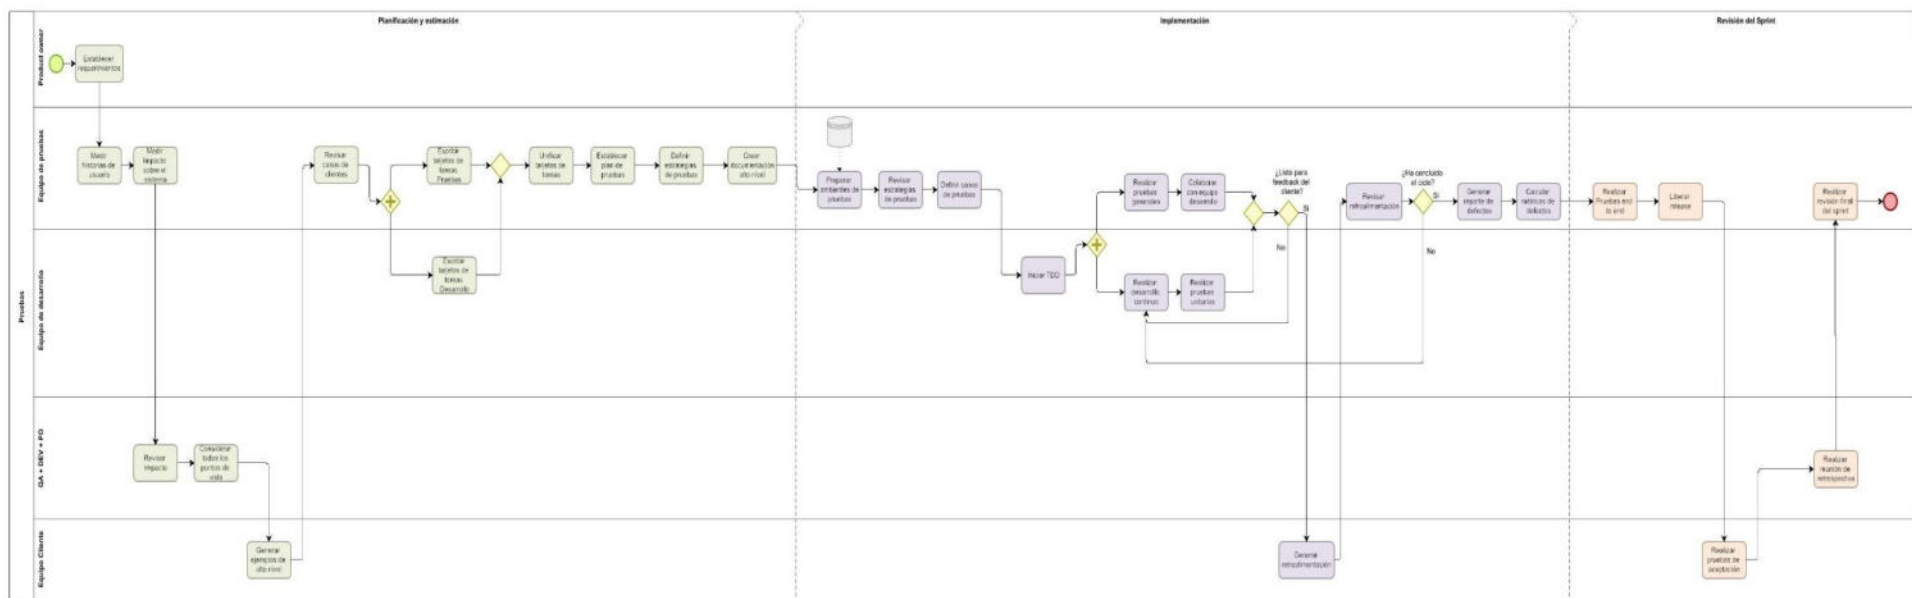 Planificación y estimación
Implementación
Revisión del Sprint
Pruebas
Product owner
Establecer
requerimientos
Equipo de pruebas
Medir
historias de
usuario
Medir
impacto
sobre el
sistema
Revisar
casos de
clientes
Escribir
tarjetas de
tareas
Pruebas
Unificar
tarjetas de
tareas
Establecer
plan de
pruebas
Definir
estrategias
de pruebas
Crear
documentación
alto nivel
Preparar
ambientes de
pruebas
Revisar
estrategias
de pruebas
Definir casos
de pruebas
Realizar
pruebas
generales
Colaborar
con equipo
desarrollo
¿Listo para
feedback del
cliente?
Si
No
Revisar
retroalimentación
¿Ha concluido
el ciclo?
Si
No
Generar
reporte de
defectos
Calcular
métricas de
defectos
Realizar
Pruebas end
to end
Liberar
release
Realizar
revisión final
del sprint
Equipo de desarrollo
Escribir
tarjetas de
tareas
Desarrollo
Iniciar TDD
Realizar
desarrollo
continuo
Realizar
pruebas
unitarias
QA + DEV + PO
Revisar
impacto
Considerar
todos los
puntos de
vista
Realizar
reunión de
retrospectiva
Equipo Cliente
Generar
ejemplos de
alto nivel
Generar
retroalimentación
Realizar
pruebas de
aceptación